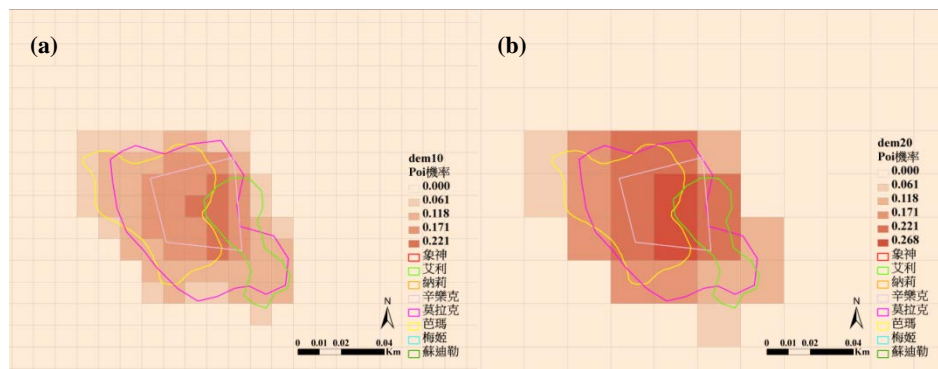 (a)
dem10
Poi機率
0.000
0.061
0.118
0.171
0.221
象神
艾利
納莉
辛樂克
莫拉克
芭瑪
梅姬
蘇迪勒
N
0 0.01 0.02 0.04
Km
(b)
dem20
Poi機率
0.000
0.061
0.118
0.171
0.221
0.268
象神
艾利
納莉
辛樂克
莫拉克
芭瑪
梅姬
蘇迪勒
N
0 0.01 0.02 0.04
Km